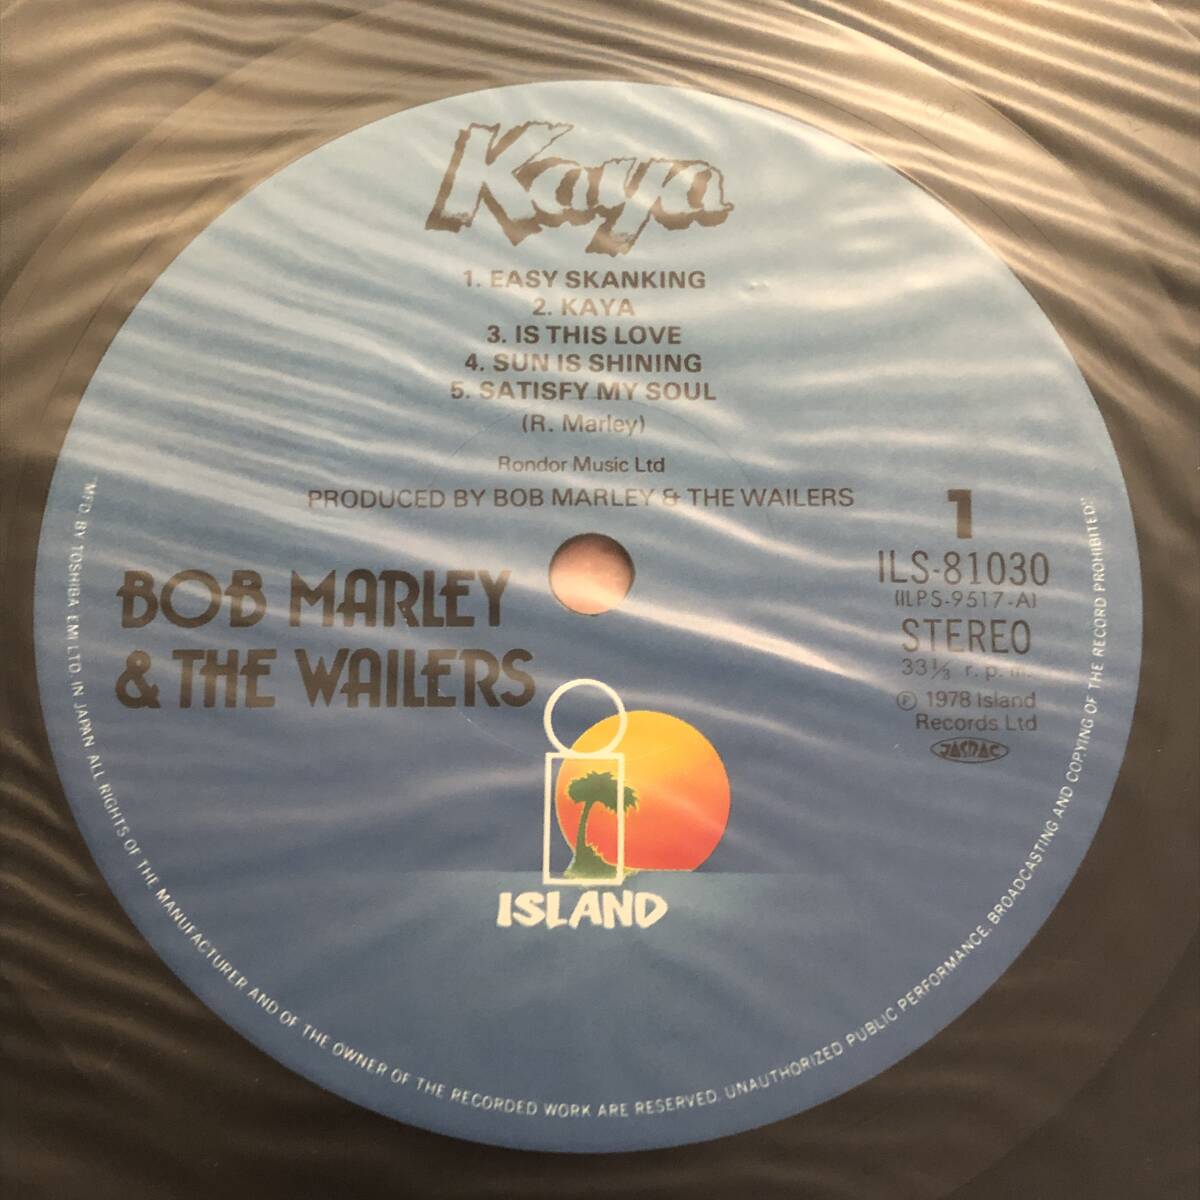 Kaya
1. EASY SKANKING
2. KAYA
3. IS THIS LOVE
4. SUN IS SHINING
5. SATISFY MY SOUL
(R. Marley)
Rondor Music Ltd
PRODUCED BY BOB MARLEY & THE WAILERS
BOB MARLEY
& THE WAILERS
1
ILS-81030
(ILPS-9517-A)
STEREO
33⅓ r. p. m.
Ⓟ 1978 Island
Records Ltd
JASRAC
ISLAND
"MF'D BY TOSHIBA EMI LTD. IN JAPAN ALL RIGHTS OF THE MANUFACTURER AND OF THE OWNER OF THE RECORDED WORK ARE RESERVED. UNAUTHORIZED PUBLIC PERFORMANCE, BROADCASTING AND COPYING OF THE RECORD PROHIBITED"